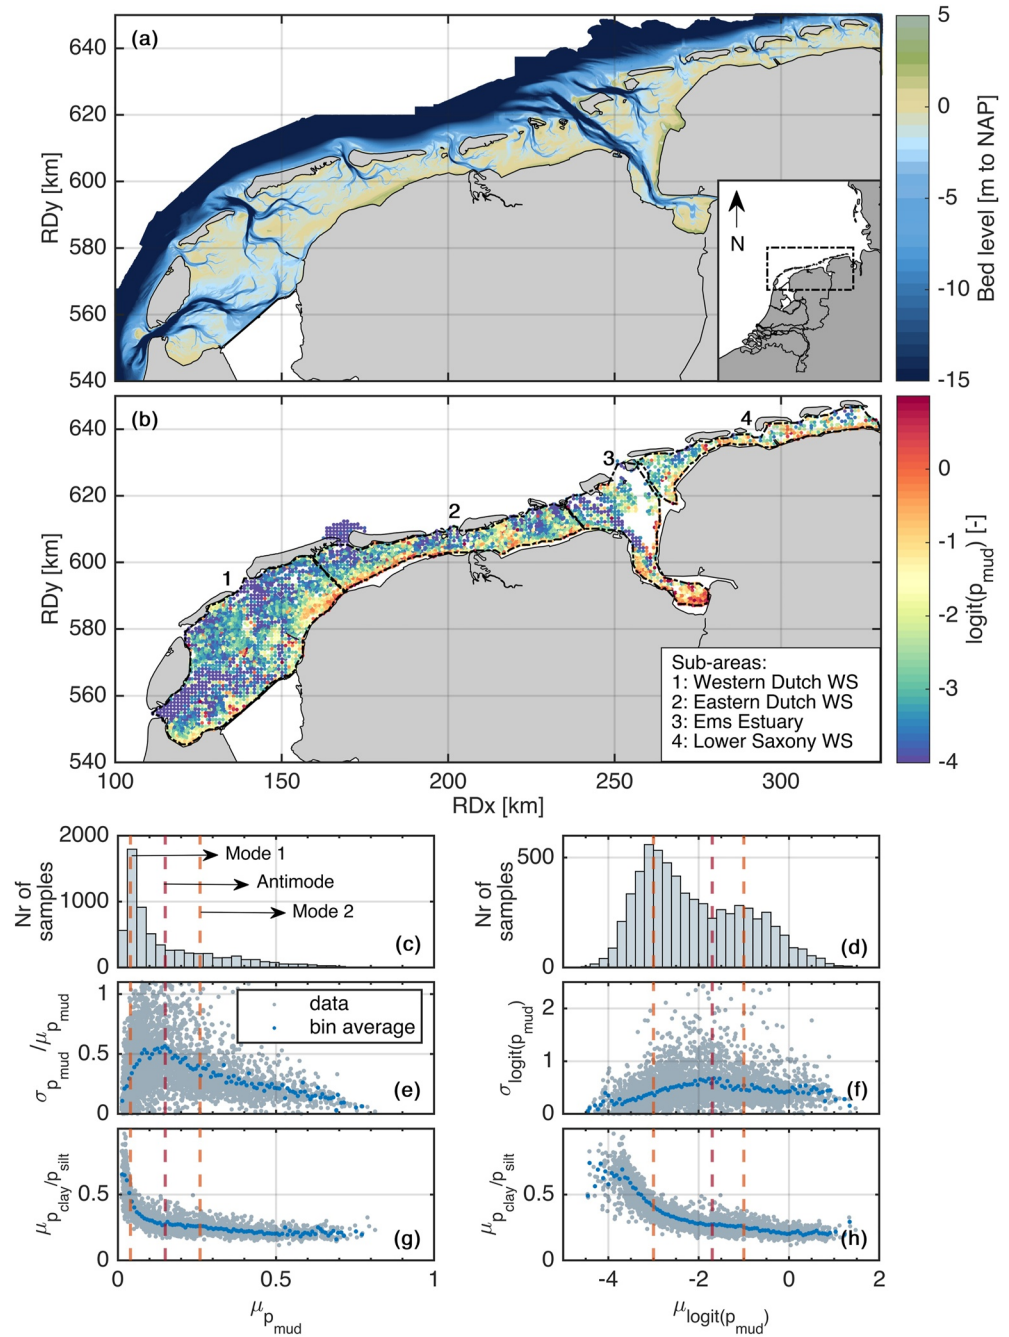 (a)
RDy [km]
640
620
600
580
560
540
N
5
0
-5
-10
-15
Bed level [m to NAP]
(b)
RDy [km]
640
620
600
580
560
540
1
2
3
4
Sub-areas:
1: Western Dutch WS
2: Eastern Dutch WS
3: Ems Estuary
4: Lower Saxony WS
100
150
200
250
300
RDx [km]
0
-1
-2
-3
-4
logit(p_mud) [-]
2000
1000
0
Nr of
samples
Mode 1
Antimode
Mode 2
(c)
500
0
Nr of
samples
(d)
1
0.5
0
σ_p_mud/μ_p_mud
data
bin average
(e)
2
1
0
σ_logit(p_mud)
(f)
0.5
0
μ_p_clay/p_silt
(g)
0
0.5
1
μ_p_mud
0.5
0
μ_p_clay/p_silt
(h)
-4
-2
0
2
μ_logit(p_mud)